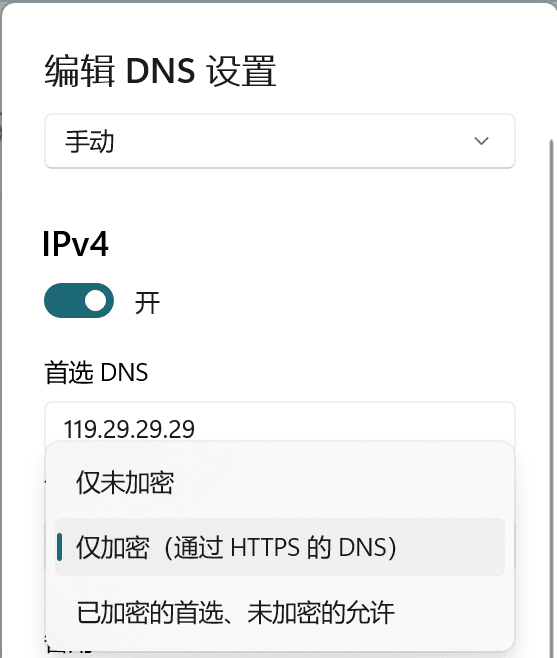 编辑 DNS 设置
手动
IPv4
开
首选 DNS
119.29.29.29
仅未加密
仅加密（通过 HTTPS 的 DNS）
已加密的首选、未加密的允许